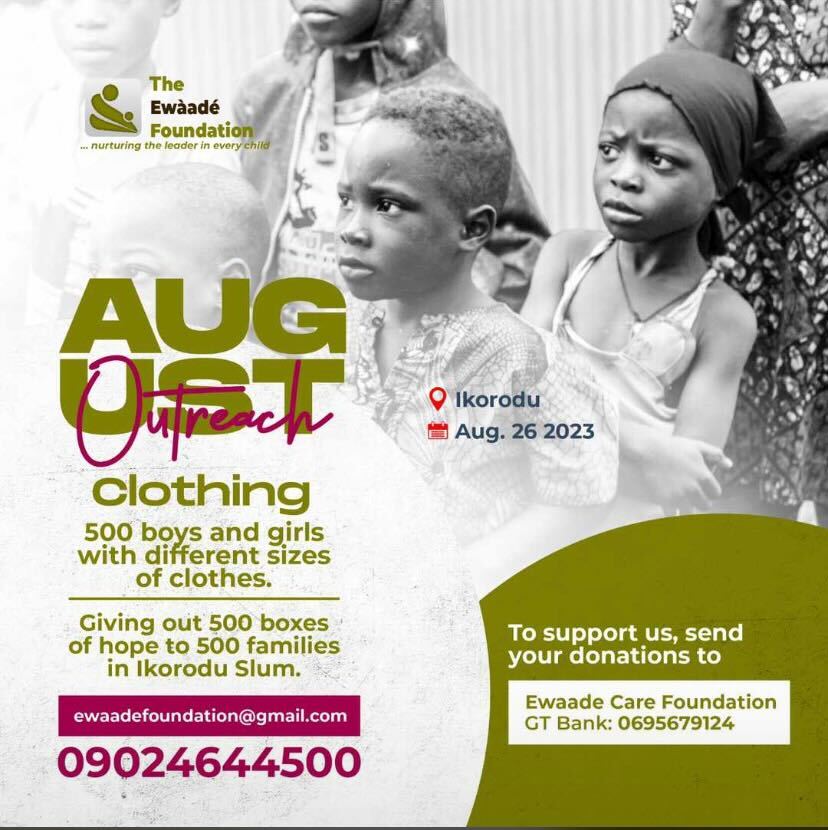 The
Ewàadé
Foundation
... nurturing the leader in every child
AUG
UST
Outreach
Ikorodu
Aug. 26 2023
Clothing
500 boys and girls
with different sizes
of clothes.
Giving out 500 boxes
of hope to 500 families
in Ikorodu Slum.
ewaadefoundation@gmail.com
09024644500
To support us, send
your donations to
Ewaade Care Foundation
GT Bank: 0695679124